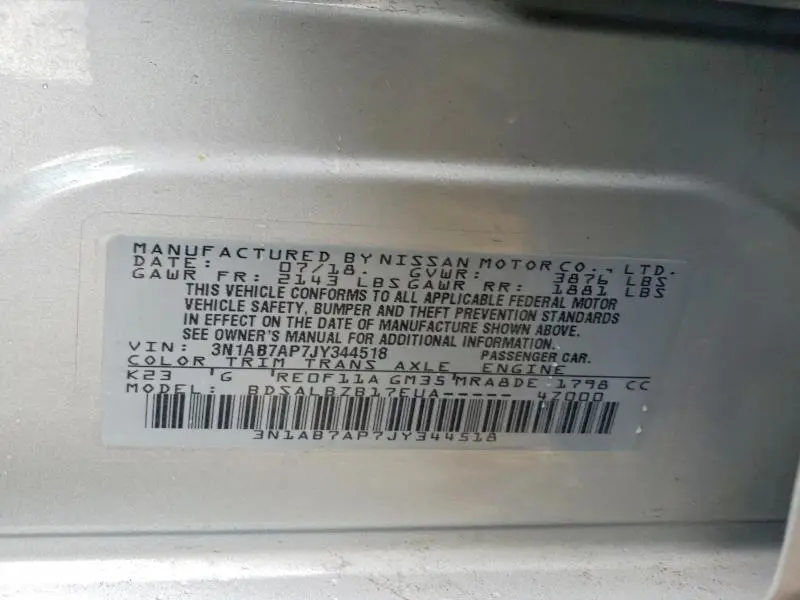 MANUFACTURED BY NISSAN MOTOR CO., LTD.
DATE: 07/18. GVWR: 3876 LBS
GAWR FR: 2143 LBS GAWR RR: 1881 LBS
THIS VEHICLE CONFORMS TO ALL APPLICABLE FEDERAL MOTOR
VEHICLE SAFETY, BUMPER AND THEFT PREVENTION STANDARDS
IN EFFECT ON THE DATE OF MANUFACTURE SHOWN ABOVE.
SEE OWNER'S MANUAL FOR ADDITIONAL INFORMATION.
VIN: 3N1AB7AP7JY344518 PASSENGER CAR.
COLOR TRIM TRANS AXLE ENGINE
K23 'G 'RE0F11A GM35'MRA8DE 1798 CC
MODEL: BDSALBZB17EUA----- 47000
3N1AB7AP7JY344518